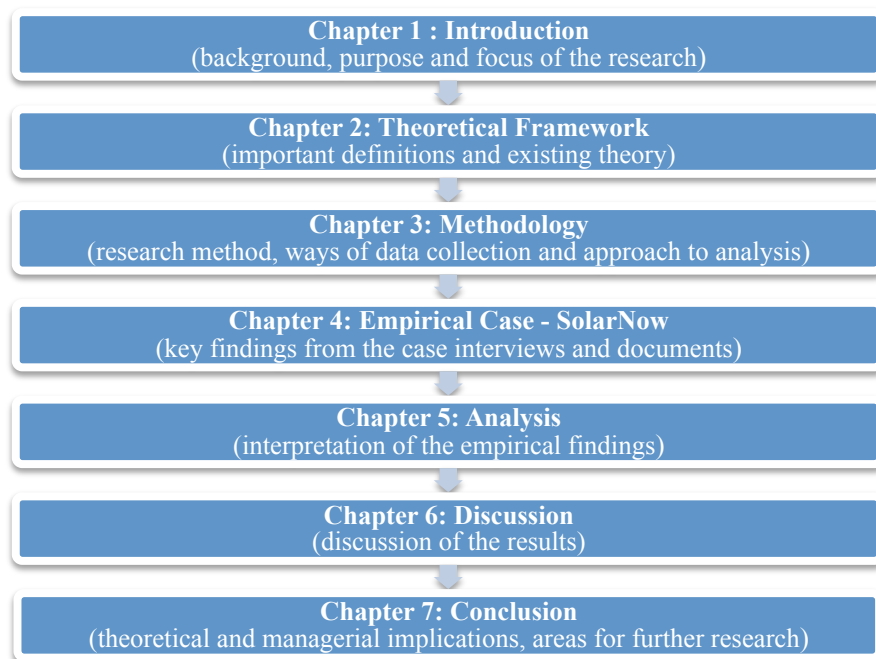 Chapter 1 : Introduction
(background, purpose and focus of the research)
Chapter 2: Theoretical Framework
(important definitions and existing theory)
Chapter 3: Methodology
(research method, ways of data collection and approach to analysis)
Chapter 4: Empirical Case - SolarNow
(key findings from the case interviews and documents)
Chapter 5: Analysis
(interpretation of the empirical findings)
Chapter 6: Discussion
(discussion of the results)
Chapter 7: Conclusion
(theoretical and managerial implications, areas for further research)